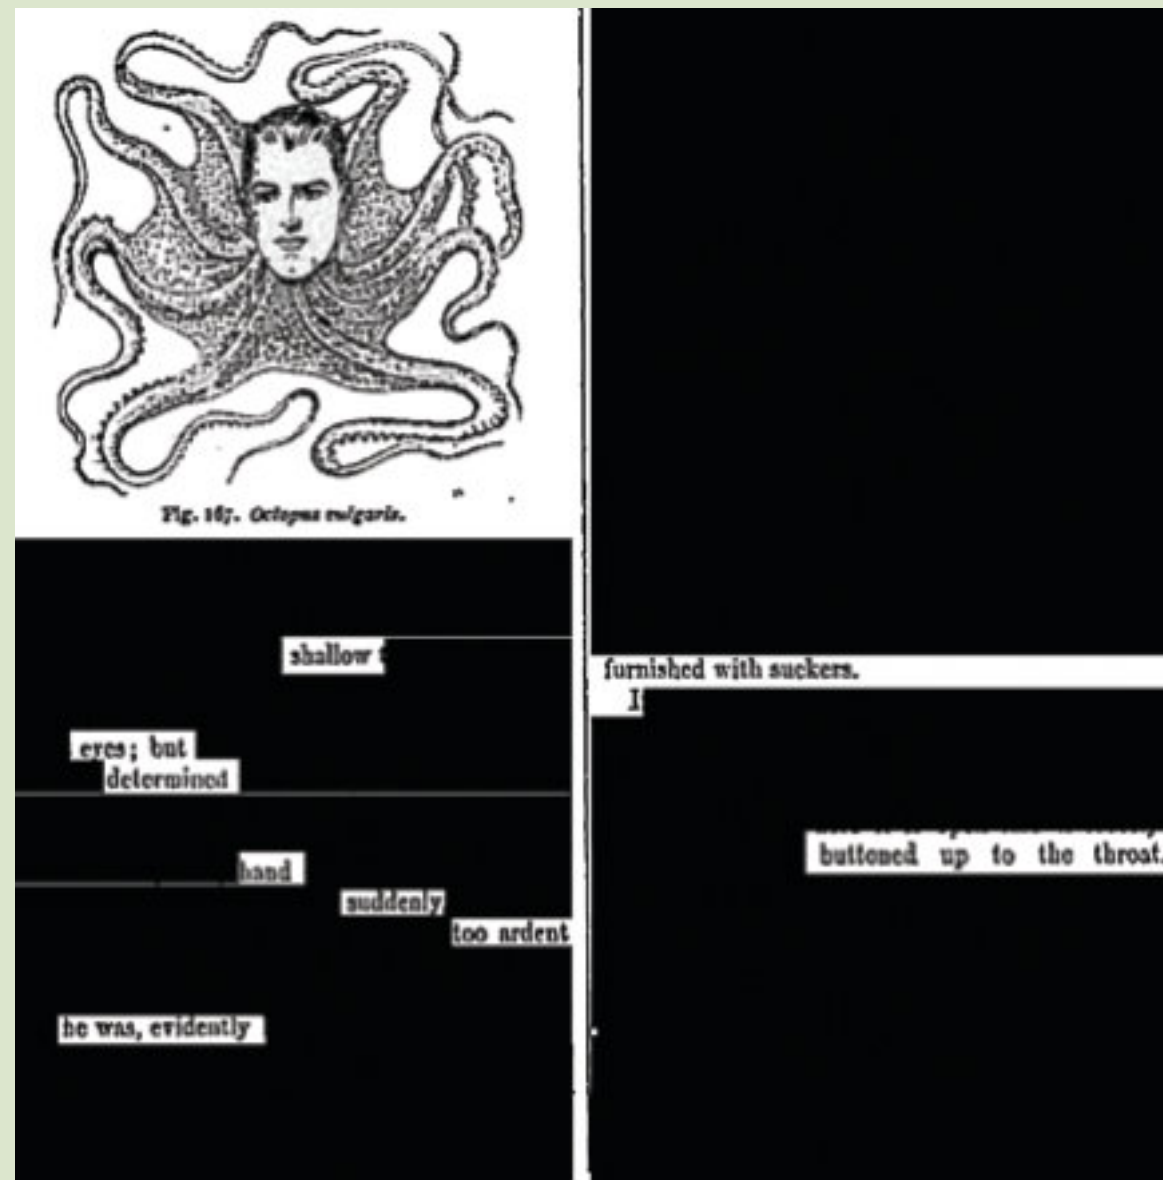 Fig. 167. Octopus vulgaris.
shallow
eyes; but
determined
hand
suddenly
too ardent
he was, evidently
furnished with suckers.
I
buttoned up to the throat.